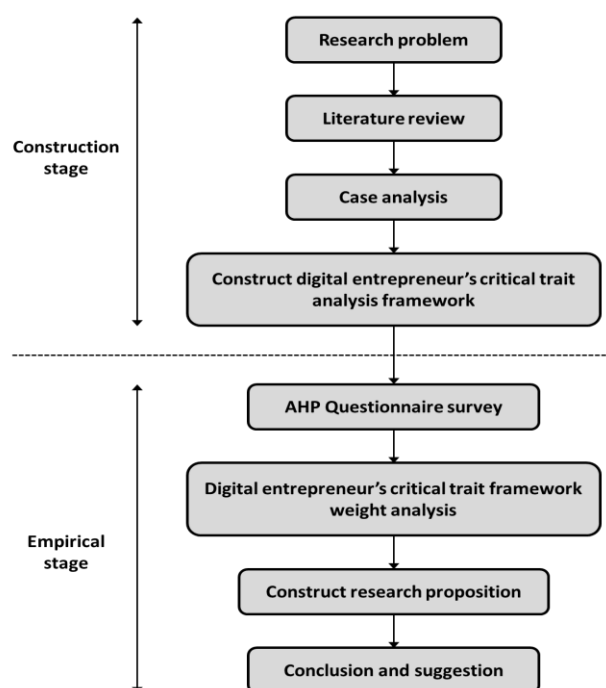 Research problem
Literature review
Construction
stage
Case analysis
Construct digital entrepreneur's critical trait
analysis framework
AHP Questionnaire survey
Digital entrepreneur's critical trait framework
weight analysis
Empirical
stage
Construct research proposition
Conclusion and suggestion